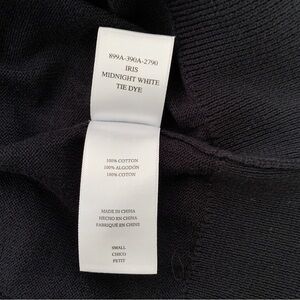 899A-390A-2790
IRIS
MIDNIGHT WHITE
TIE DYE
100% COTTON
100% ALGODÓN
100% COTON
MADE IN CHINA
HECHO EN CHINA
FABRIQUÉ EN CHINE
SMALL
CHICO
PETIT